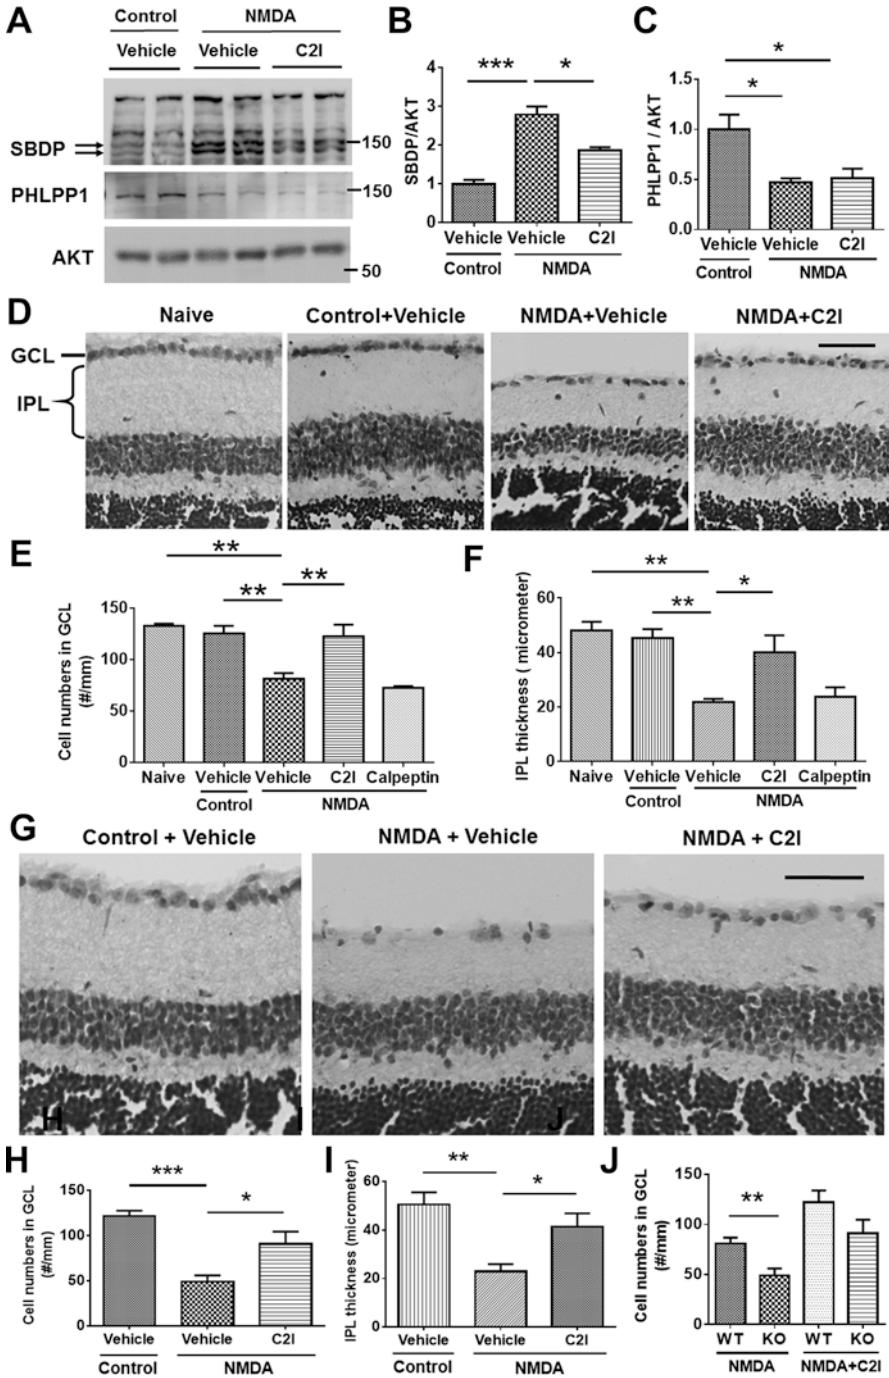 A
Control
NMDA
Vehicle
Vehicle
C2I
SBDP
150
PHLPP1
150
AKT
50
B
***
*
SBDP/AKT
4
3
2
1
0
Vehicle
Vehicle
C2I
Control
NMDA
C
*
*
PHLPP1 / AKT
1.5
1.0
0.5
0.0
Vehicle
Vehicle
C2I
Control
NMDA
D
Naive
Control+Vehicle
NMDA+Vehicle
NMDA+C2I
GCL
IPL
E
**
**
**
Cell numbers in GCL
(#/mm)
150
100
50
0
Naive
Vehicle
Vehicle
C2I
Calpeptin
Control
NMDA
F
**
**
*
IPL thickness ( micrometer)
60
40
20
0
Naive
Vehicle
Vehicle
C2I
Calpeptin
Control
NMDA
G
Control + Vehicle
NMDA + Vehicle
NMDA + C2I
H
I
J
H
***
*
Cell numbers in GCL
(#/mm)
150
100
50
0
Vehicle
Vehicle
C2I
Control
NMDA
I
**
*
IPL thickness (micrometer)
60
40
20
0
Vehicle
Vehicle
C2I
Control
NMDA
J
**
Cell numbers in GCL
(#/mm)
150
100
50
0
WT
KO
WT
KO
NMDA
NMDA+C2I